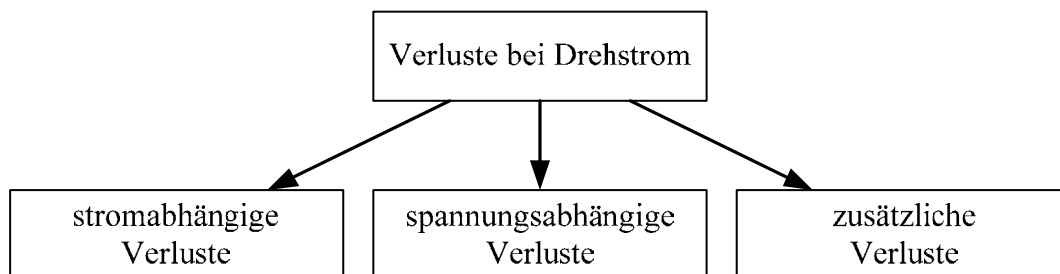 Verluste bei Drehstrom
stromabhängige
Verluste
spannungsabhängige
Verluste
zusätzliche
Verluste